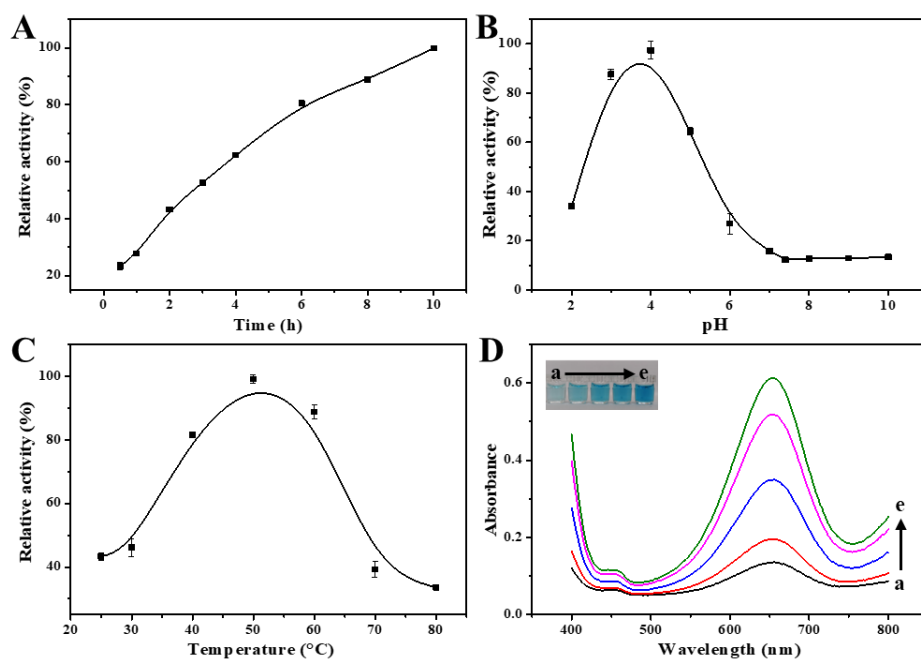 A
Relative activity (%)
100
80
60
40
20
0
2
4
6
8
10
Time (h)
B
Relative activity (%)
100
80
60
40
20
0
2
4
6
8
10
pH
C
Relative activity (%)
100
80
60
40
20
30
40
50
60
70
80
Temperature (°C)
D
Absorbance
0.6
0.4
0.2
0.0
400
500
600
700
800
Wavelength (nm)
a
e
e
a